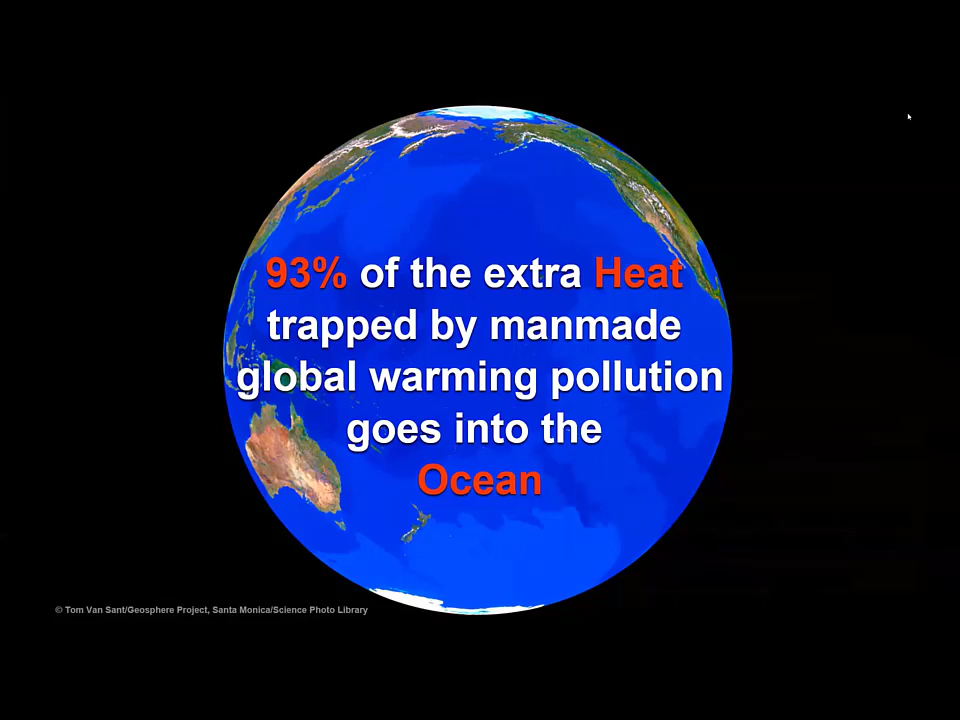 93% of the extra Heat
trapped by manmade
global warming pollution
goes into the
Ocean
© Tom Van Sant/Geosphere Project, Santa Monica/Science Photo Library